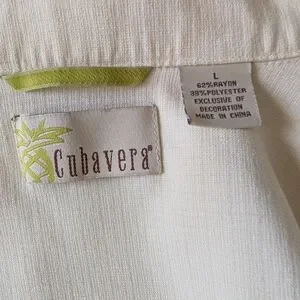 L
62%RAYON
38%POLYESTER
EXCLUSIVE OF
DECORATION
MADE IN CHINA
Cubavera®